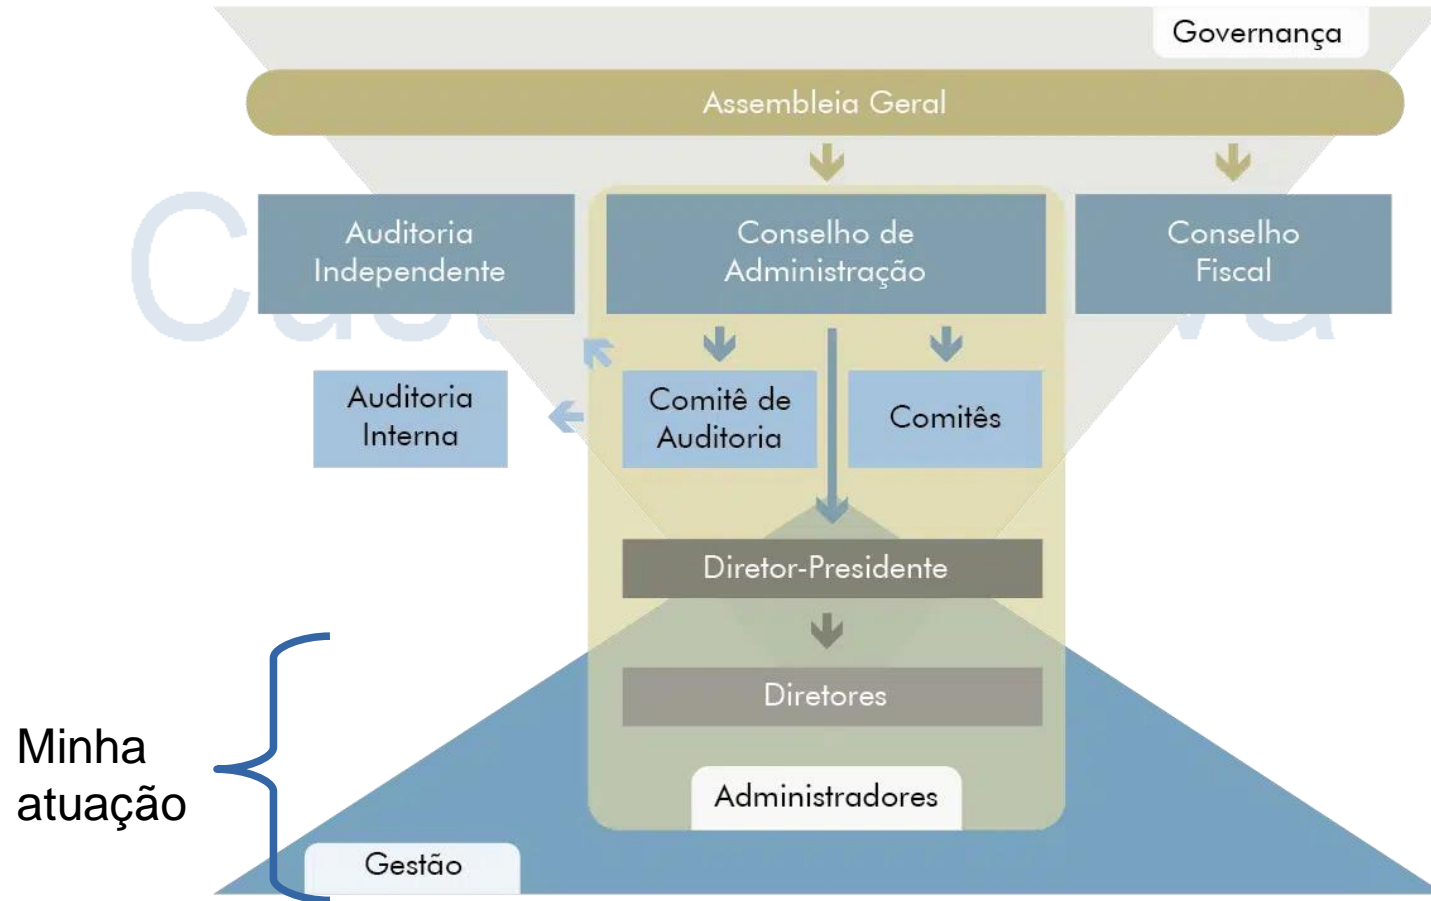 Governança
Assembleia Geral
Auditoria
Independente
Conselho de
Administração
Conselho
Fiscal
Auditoria
Interna
Comitê de
Auditoria
Comitês
Diretor-Presidente
Diretores
Minha
atuação
Administradores
Gestão